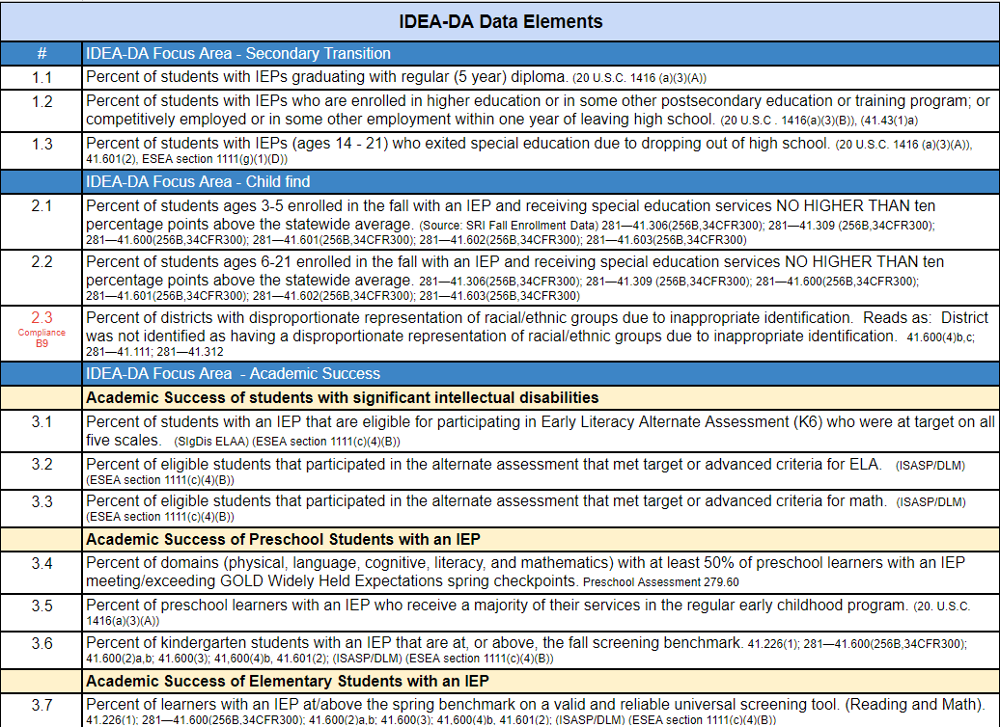 IDEA-DA Data Elements
# IDEA-DA Focus Area - Secondary Transition
1.1 Percent of students with IEPs graduating with regular (5 year) diploma. (20 U.S.C. 1416 (a)(3)(A))
1.2 Percent of students with IEPs who are enrolled in higher education or in some other postsecondary education or training program; or
competitively employed or in some other employment within one year of leaving high school. (20 U.S.C . 1416(a)(3)(B)), (41.43(1)a)
1.3 Percent of students with IEPs (ages 14 - 21) who exited special education due to dropping out of high school. (20 U.S.C. 1416 (a)(3)(A)),
41.601(2), ESEA section 1111(g)(1)(D))
IDEA-DA Focus Area - Child find
2.1 Percent of students ages 3-5 enrolled in the fall with an IEP and receiving special education services NO HIGHER THAN ten
percentage points above the statewide average. (Source: SRI Fall Enrollment Data) 281—41.306(256B,34CFR300); 281—41.309 (256B,34CFR300);
281—41.600(256B,34CFR300); 281—41.601(256B,34CFR300); 281—41.602(256B,34CFR300); 281—41.603(256B,34CFR300)
2.2 Percent of students ages 6-21 enrolled in the fall with an IEP and receiving special education services NO HIGHER THAN ten
percentage points above the statewide average. 281—41.306(256B,34CFR300); 281—41.309 (256B,34CFR300); 281—41.600(256B,34CFR300);
281—41.601(256B,34CFR300); 281—41.602(256B,34CFR300); 281—41.603(256B,34CFR300)
2.3 Percent of districts with disproportionate representation of racial/ethnic groups due to inappropriate identification. Reads as: District
Compliance was not identified as having a disproportionate representation of racial/ethnic groups due to inappropriate identification. 41.600(4)b,c;
B9 281—41.111; 281—41.312
IDEA-DA Focus Area - Academic Success
Academic Success of students with significant intellectual disabilities
3.1 Percent of students with an IEP that are eligible for participating in Early Literacy Alternate Assessment (K6) who were at target on all
five scales. (SIgDis ELAA) (ESEA section 1111(c)(4)(B))
3.2 Percent of eligible students that participated in the alternate assessment that met target or advanced criteria for ELA. (ISASP/DLM)
(ESEA section 1111(c)(4)(B))
3.3 Percent of eligible students that participated in the alternate assessment that met target or advanced criteria for math. (ISASP/DLM)
(ESEA section 1111(c)(4)(B))
Academic Success of Preschool Students with an IEP
3.4 Percent of domains (physical, language, cognitive, literacy, and mathematics) with at least 50% of preschool learners with an IEP
meeting/exceeding GOLD Widely Held Expectations spring checkpoints. Preschool Assessment 279.60
3.5 Percent of preschool learners with an IEP who receive a majority of their services in the regular early childhood program. (20. U.S.C.
1416(a)(3)(A))
3.6 Percent of kindergarten students with an IEP that are at, or above, the fall screening benchmark. 41.226(1); 281—41.600(256B,34CFR300);
41.600(2)a,b; 41.600(3); 41,600(4)b, 41.601(2); (ISASP/DLM) (ESEA section 1111(c)(4)(B))
Academic Success of Elementary Students with an IEP
3.7 Percent of learners with an IEP at/above the spring benchmark on a valid and reliable universal screening tool. (Reading and Math).
41.226(1); 281—41.600(256B,34CFR300); 41.600(2)a,b; 41.600(3); 41,600(4)b, 41.601(2); (ISASP/DLM) (ESEA section 1111(c)(4)(B))